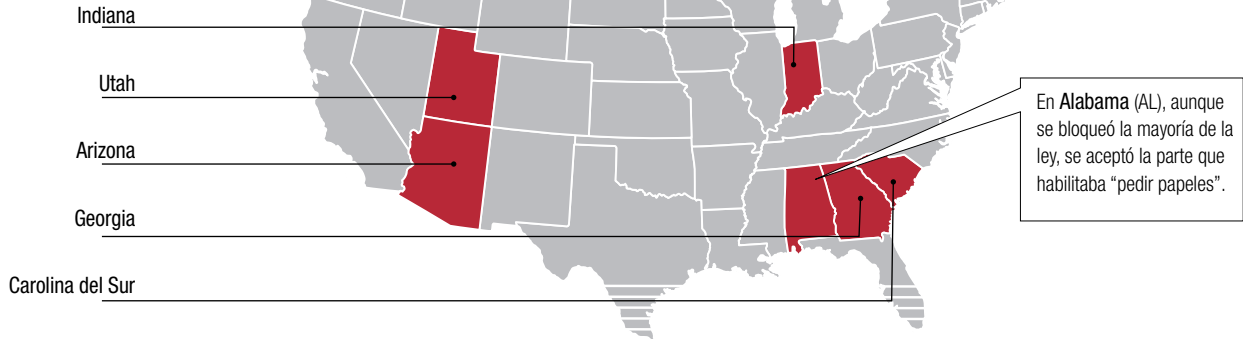 Indiana
Utah
Arizona
Georgia
Carolina del Sur
En Alabama (AL), aunque
se bloqueó la mayoría de la
ley, se aceptó la parte que
habilitaba “pedir papeles”.